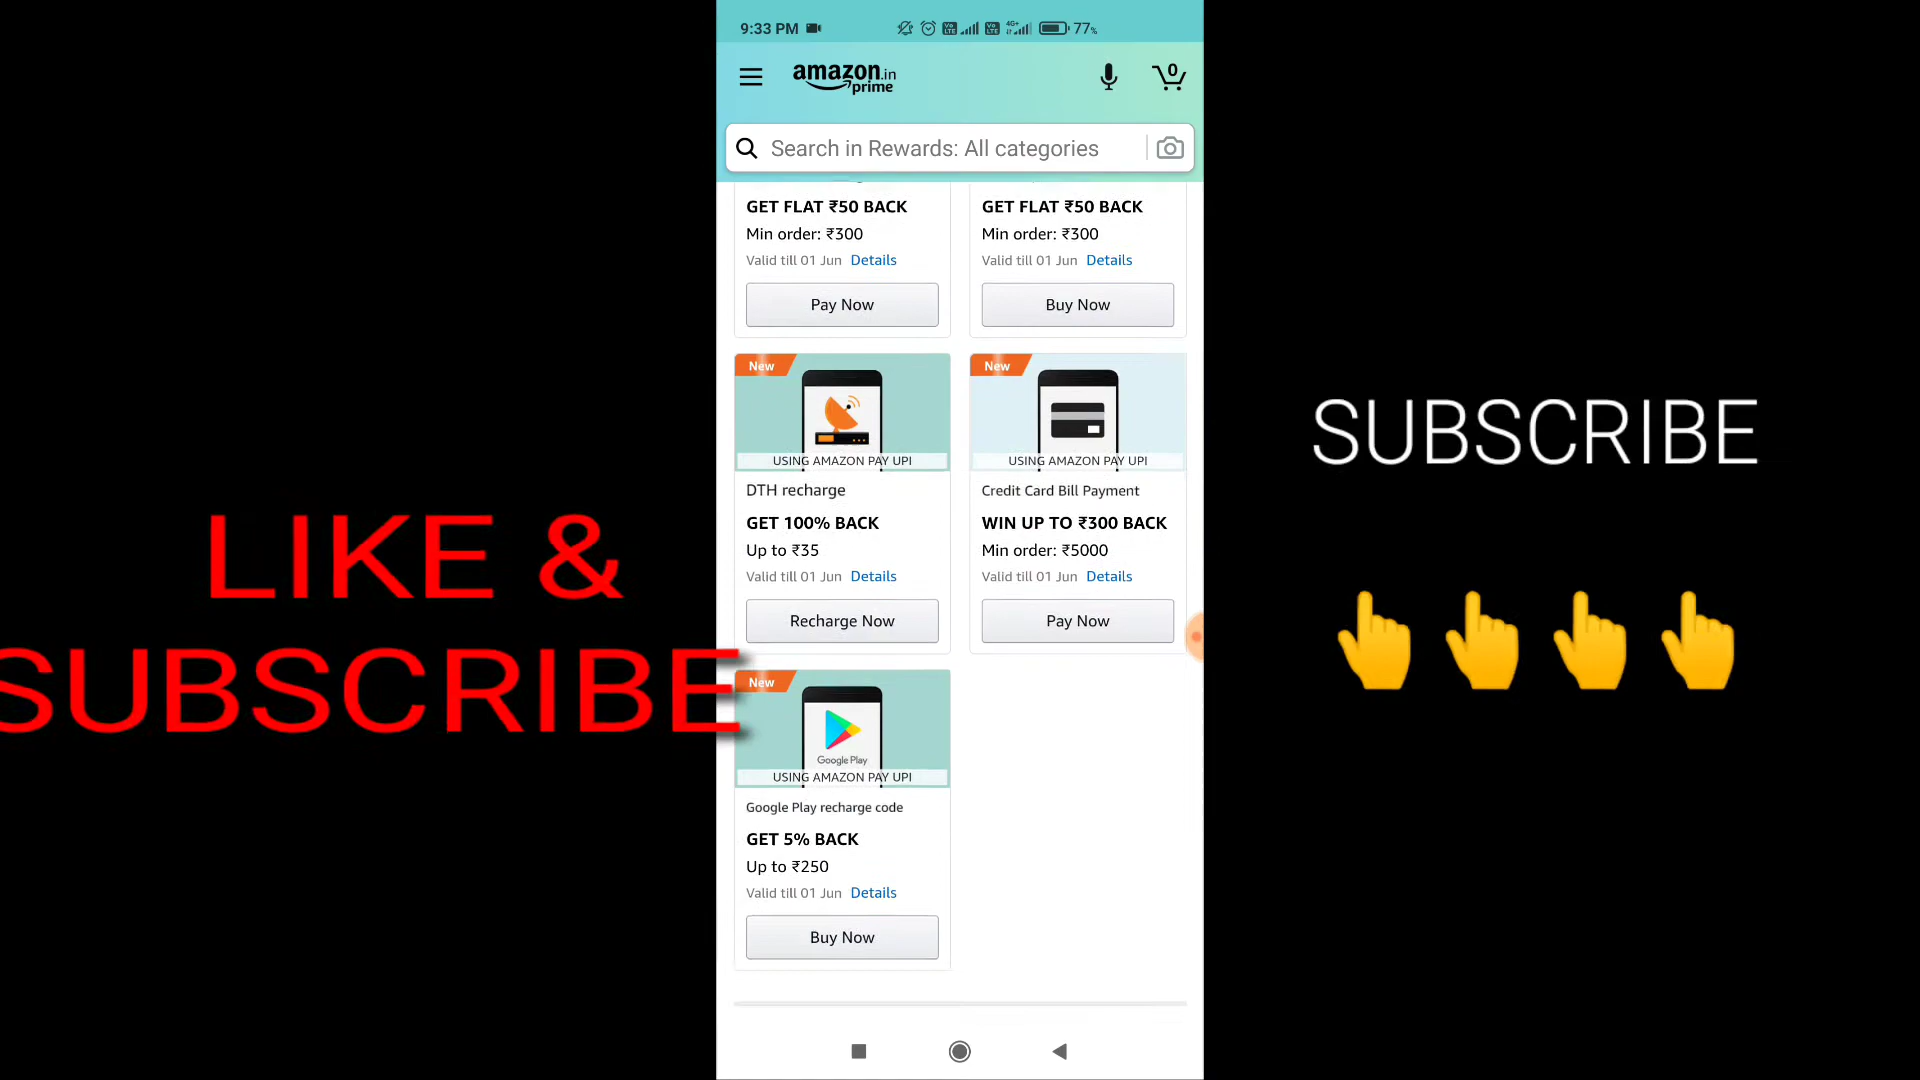 9:33 PM
4G+
77%
amazon.in
prime
0
Search in Rewards: All categories
GET FLAT ₹50 BACK
Min order: ₹300
Valid till 01 Jun Details
Pay Now
GET FLAT ₹50 BACK
Min order: ₹300
Valid till 01 Jun Details
Buy Now
New
USING AMAZON PAY UPI
DTH recharge
GET 100% BACK
Up to ₹35
Valid till 01 Jun Details
Recharge Now
New
USING AMAZON PAY UPI
Credit Card Bill Payment
WIN UP TO ₹300 BACK
Min order: ₹5000
Valid till 01 Jun Details
Pay Now
New
Google Play
USING AMAZON PAY UPI
Google Play recharge code
GET 5% BACK
Up to ₹250
Valid till 01 Jun Details
Buy Now
LIKE &
SUBSCRIBE
SUBSCRIBE